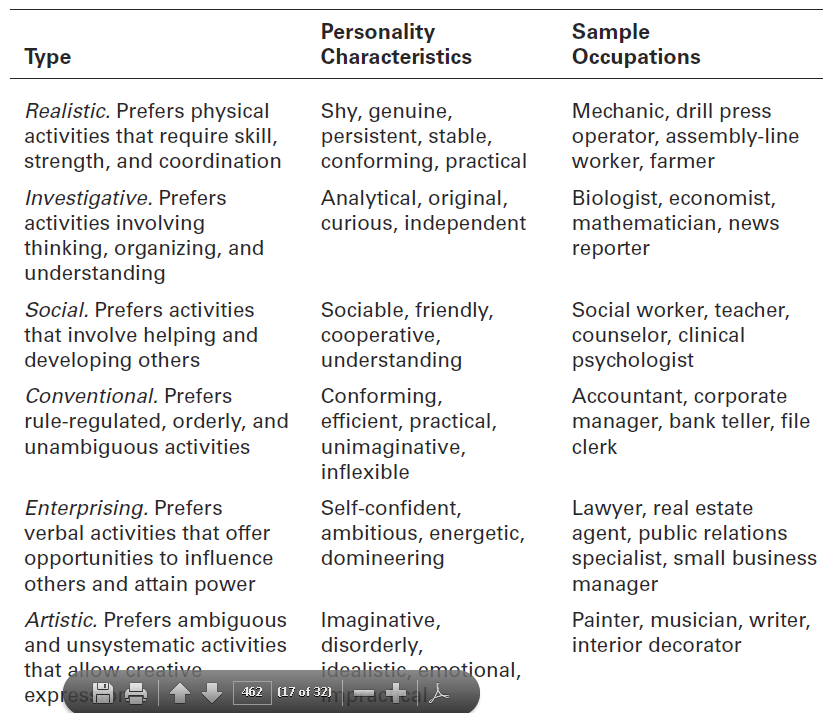 Personality
Characteristics
Sample
Occupations
Type
Realistic. Prefers physical
activities that require skill,
strength, and coordination
Shy, genuine,
persistent, stable,
conforming, practical
Mechanic, drill press
operator, assembly-line
worker, farmer
Investigative. Prefers
activities involving
thinking, organizing, and
understanding
Analytical, original,
curious, independent
Biologist, economist,
mathematician, news
reporter
Social. Prefers activities
that involve helping and
developing others
Sociable, friendly,
cooperative,
understanding
Social worker, teacher,
counselor, clinical
psychologist
Conventional. Prefers
rule-regulated, orderly, and
unambiguous activities
Conforming,
efficient, practical,
unimaginative,
inflexible
Accountant, corporate
manager, bank teller, file
clerk
Enterprising. Prefers
verbal activities that offer
opportunities to influence
others and attain power
Self-confident,
ambitious, energetic,
domineering
Lawyer, real estate
agent, public relations
specialist, small business
manager
Artistic. Prefers ambiguous
and unsystematic activities
that allow creative
Imaginative,
disorderly,
idealistic, emotional,
impractical
Painter, musician, writer,
interior decorator
462 (17 of 32)